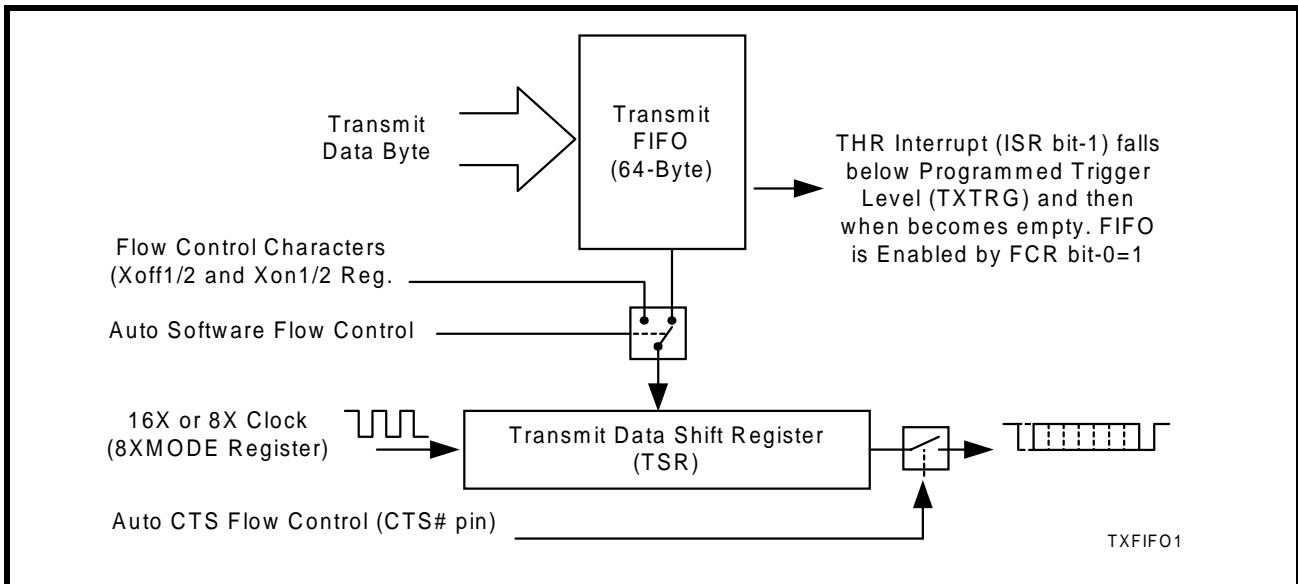 Transmit
Data Byte
Transmit
FIFO
(64-Byte)
THR Interrupt (ISR bit-1) falls
below Programmed Trigger
Level (TXTRG) and then
when becomes empty. FIFO
is Enabled by FCR bit-0=1
Flow Control Characters
(Xoff1/2 and Xon1/2 Reg.
Auto Software Flow Control
16X or 8X Clock
(8XMODE Register)
Transmit Data Shift Register
(TSR)
Auto CTS Flow Control (CTS# pin)
TXFIFO1